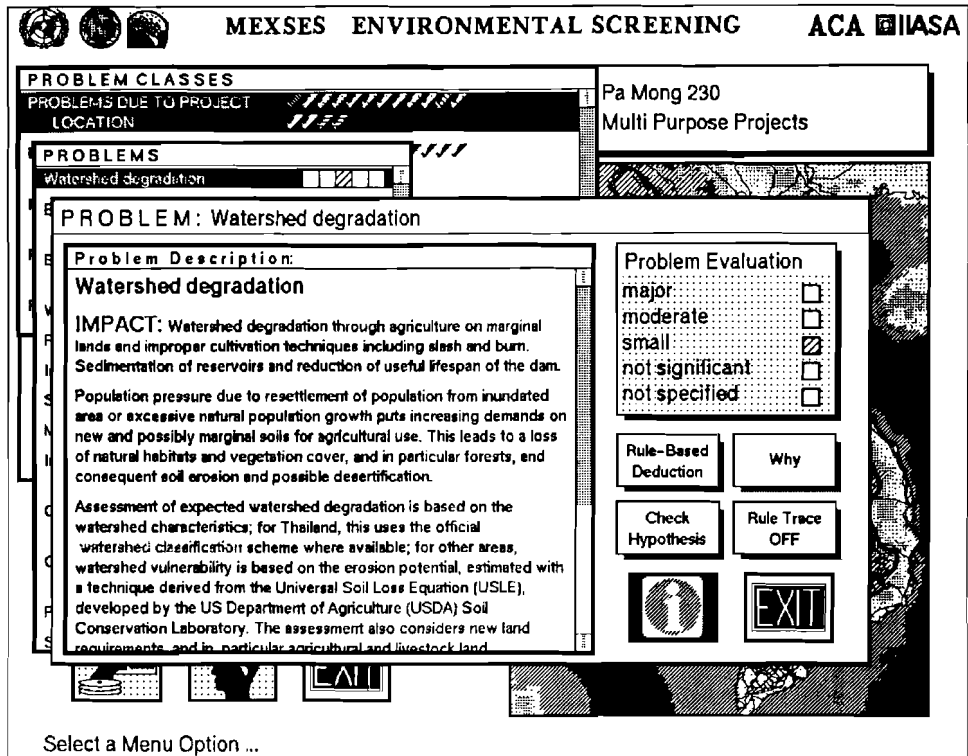 MEXSES ENVIRONMENTAL SCREENING
ACA IIASA
PROBLEM CLASSES
PROBLEMS DUE TO PROJECT
LOCATION
Pa Mong 230
Multi Purpose Projects
PROBLEMS
Watershed degradation
PROBLEM: Watershed degradation
Problem Description:
Watershed degradation
IMPACT: Watershed degradation through agriculture on marginal
lands and improper cultivation techniques including slash and burn.
Sedimentation of reservoirs and reduction of useful lifespan of the dam.
Population pressure due to resettlement of population from inundated
area or excessive natural population growth puts increasing demands on
new and possibly marginal soils for agricultural use. This leads to a loss
of natural habitats and vegetation cover, and in particular forests, and
consequent soil erosion and possible desertification.
Assessment of expected watershed degradation is based on the
watershed characteristics; for Thailand, this uses the official
watershed classification scheme where available; for other areas,
watershed vulnerability is based on the erosion potential, estimated with
a technique derived from the Universal Soil Loss Equation (USLE),
developed by the US Department of Agriculture (USDA) Soil
Conservation Laboratory. The assessment also considers new land
requirements, and in particular agricultural and livestock land
Problem Evaluation
major
moderate
small
not significant
not specified
Rule-Based
Deduction
Why
Check
Hypothesis
Rule Trace
OFF
EXIT
EXIT
Select a Menu Option ...